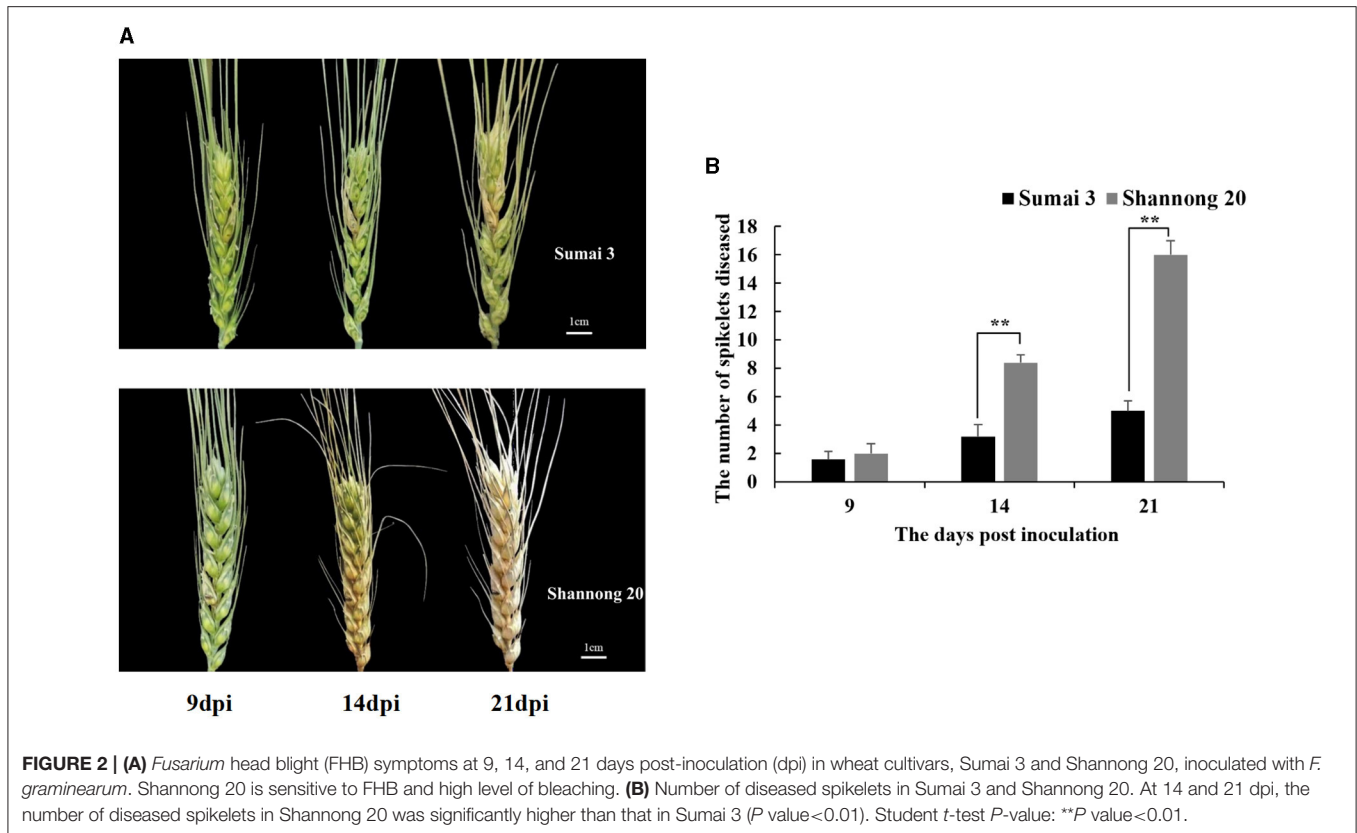 A
Sumai 3
1cm
Shannong 20
1cm
9dpi 14dpi 21dpi
B
Sumai 3 Shannong 20
The number of spikelets diseased
18
16
14
12
10
8
6
4
2
0
**
**
9 14 21
The days post inoculation
FIGURE 2 | (A) Fusarium head blight (FHB) symptoms at 9, 14, and 21 days post-inoculation (dpi) in wheat cultivars, Sumai 3 and Shannong 20, inoculated with F.
graminearum. Shannong 20 is sensitive to FHB and high level of bleaching. (B) Number of diseased spikelets in Sumai 3 and Shannong 20. At 14 and 21 dpi, the
number of diseased spikelets in Shannong 20 was significantly higher than that in Sumai 3 (P value<0.01). Student t-test P-value: **P value<0.01.